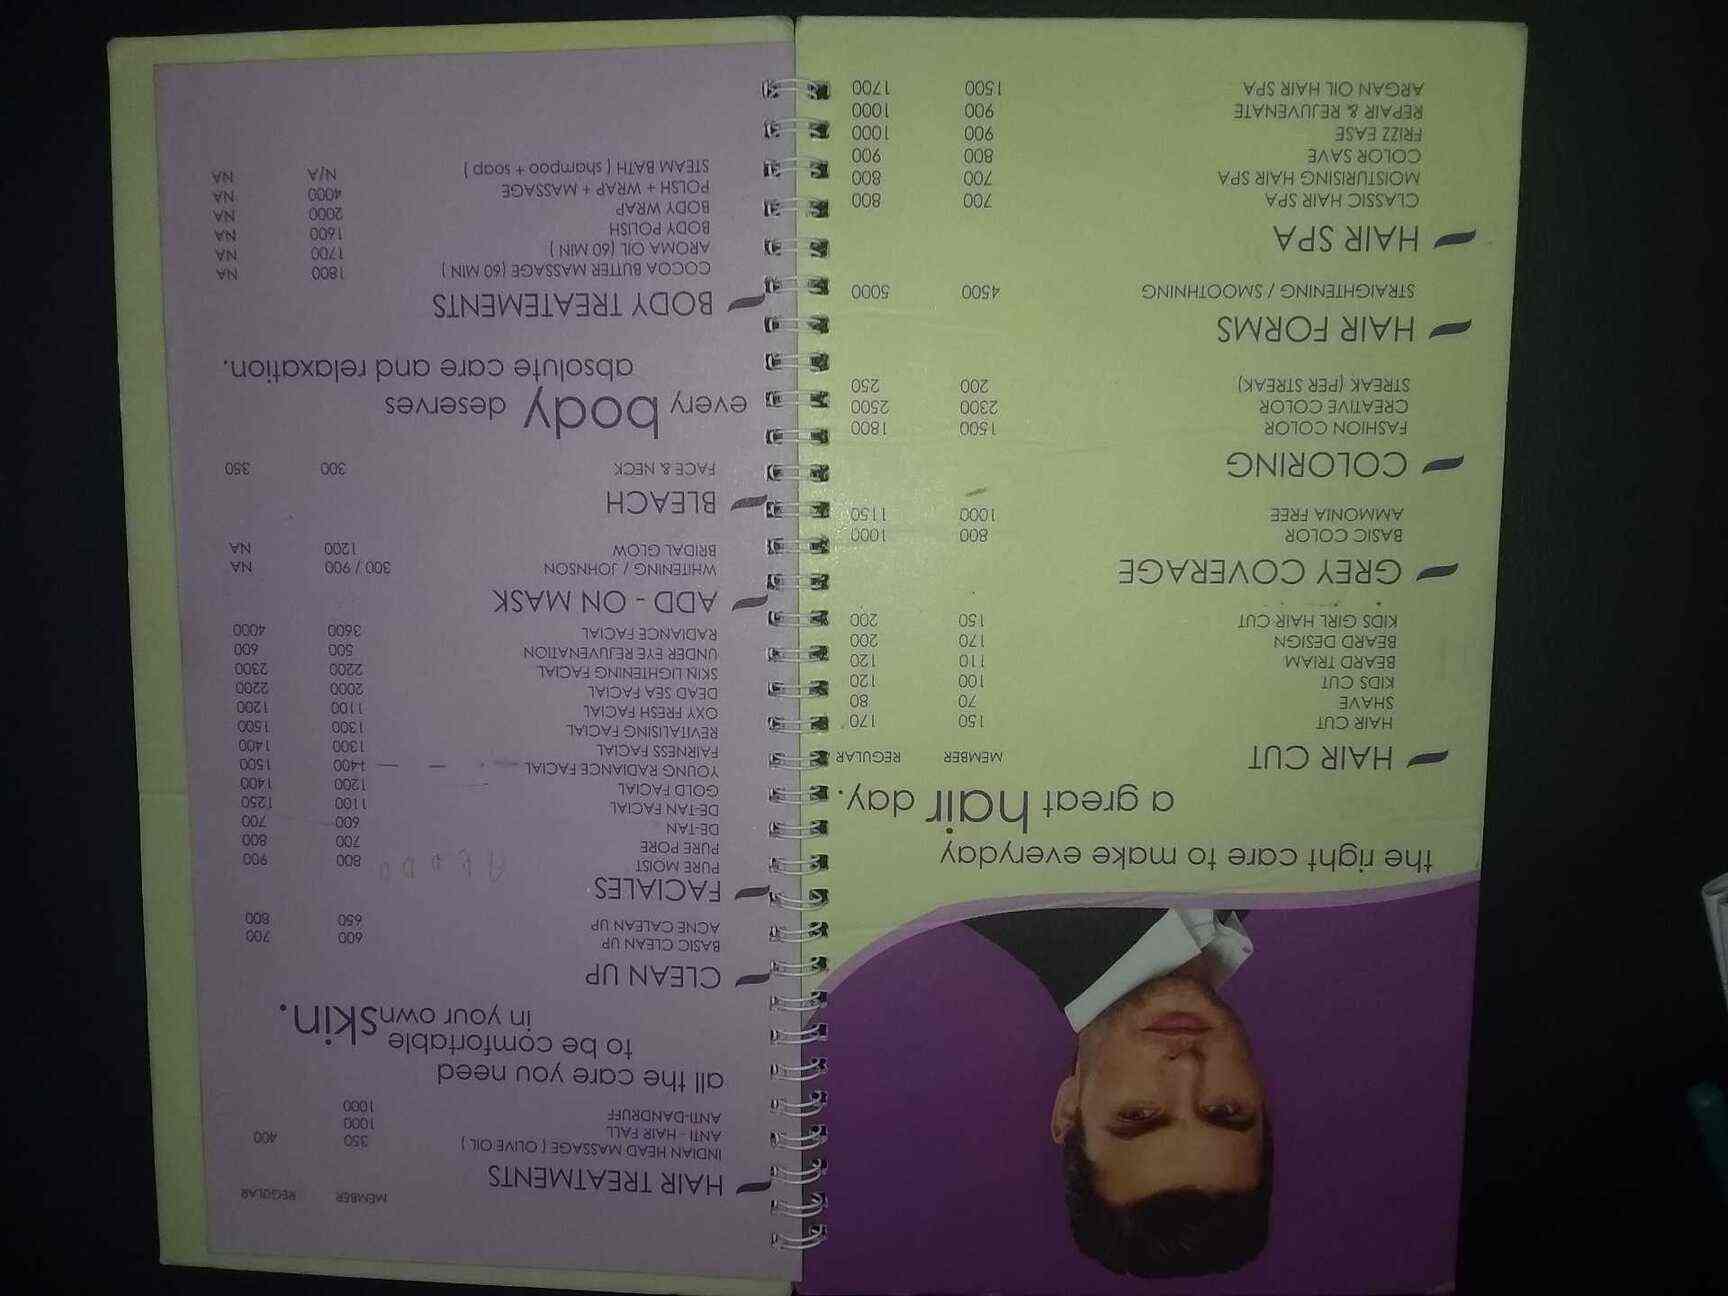 the right care to make everyday
a great hair day.
HAIR CUT MEMBER REGULAR
HAIR CUT 150 170
SHAVE 70 80
KIDS CUT 100 120
BEARD TRIAM 110 120
BEARD DESIGN 170 200
KIDS GIRL HAIR CUT 150 200
GREY COVERAGE
BASIC COLOR 800 1000
AMMONIA FREE 1000 1150
COLORING
FASHION COLOR 1500 1800
CREATIVE COLOR 2300 2500
STREAK (PER STREAK) 200 250
HAIR FORMS
STRAIGHTENING / SMOOTHNING 4500 5000
HAIR SPA
CLASSIC HAIR SPA 700 800
MOISTURISING HAIR SPA 700 800
COLOR SAVE 800 900
FRIZZ EASE 900 1000
REPAIR & REJUVENATE 900 1000
ARGAN OIL HAIR SPA 1500 1700
MEMBER REGULAR
HAIR TREATMENTS
INDIAN HEAD MASSAGE ( OLIVE OIL ) 350 400
ANTI - HAIR FALL 1000
ANTI-DANDRUFF 1000
all the care you need
to be comfortable
in your own skin.
CLEAN UP
BASIC CLEAN UP 600 700
ACNE CALEAN UP 650 800
FACIALES
PURE MOIST 800 900
PURE PORE 700 800
DE-TAN 600 700
DE-TAN FACIAL 1100 1250
GOLD FACIAL 1200 1400
YOUNG RADIANCE FACIAL 1400 1500
FAIRNESS FACIAL 1300 1400
REVITALISING FACIAL 1300 1500
OXY FRESH FACIAL 1100 1200
DEAD SEA FACIAL 2000 2200
SKIN LIGHTENING FACIAL 2200 2300
UNDER EYE REJUVENATION 500 600
RADIANCE FACIAL 3600 4000
ADD - ON MASK
WHITENING / JOHNSON 300 / 900 NA
BRIDAL GLOW 1200 NA
BLEACH
FACE & NECK 300 350
every body deserves
absolute care and relaxation.
BODY TREATEMENTS
COCOA BUTTER MASSAGE (60 MIN ) 1800 NA
AROMA OIL (60 MIN ) 1700 NA
BODY POLISH 1600 NA
BODY WRAP 2000 NA
POLSH + WRAP + MASSAGE 4000 NA
STEAM BATH ( shampoo + soap ) N/A NA